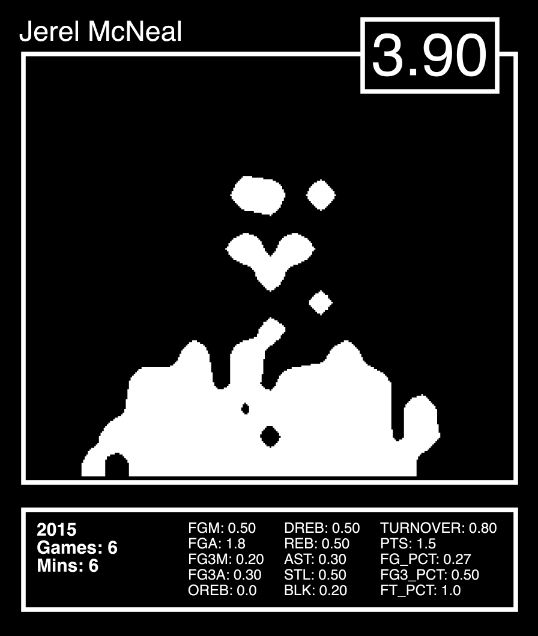 Jerel McNeal
3.90
2015
Games: 6
Mins: 6
FGM: 0.50
FGA: 1.8
FG3M: 0.20
FG3A: 0.30
OREB: 0.0
DREB: 0.50
REB: 0.50
AST: 0.30
STL: 0.50
BLK: 0.20
TURNOVER: 0.80
PTS: 1.5
FG_PCT: 0.27
FG3_PCT: 0.50
FT_PCT: 1.0